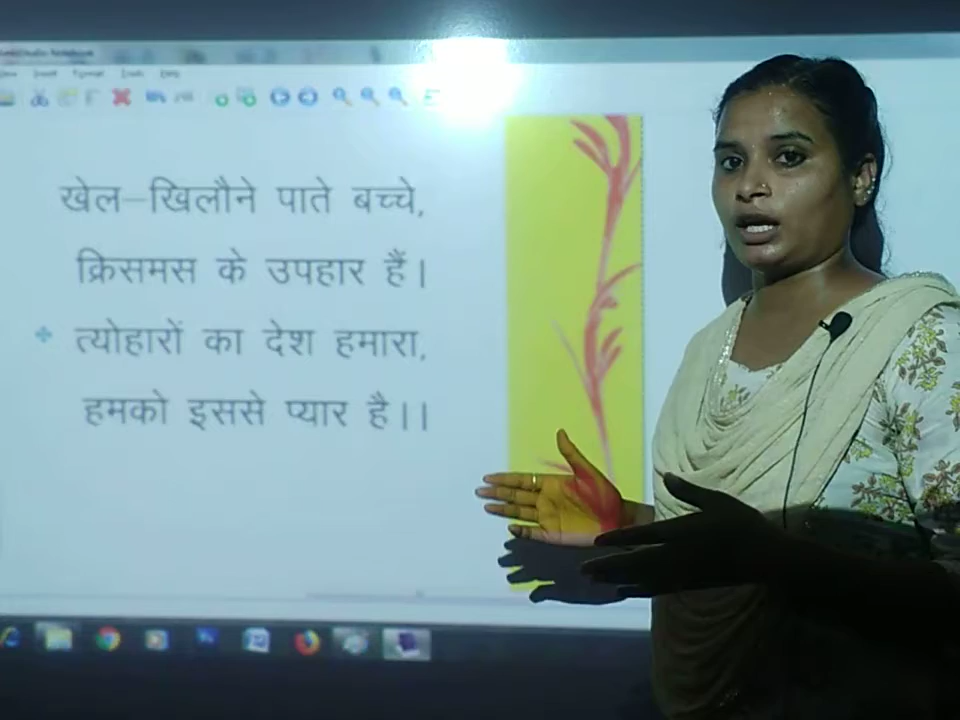 खेल–खिलौने पाते बच्चे,
क्रिसमस के उपहार हैं।
त्योहारों का देश हमारा,
हमको इससे प्यार है।।